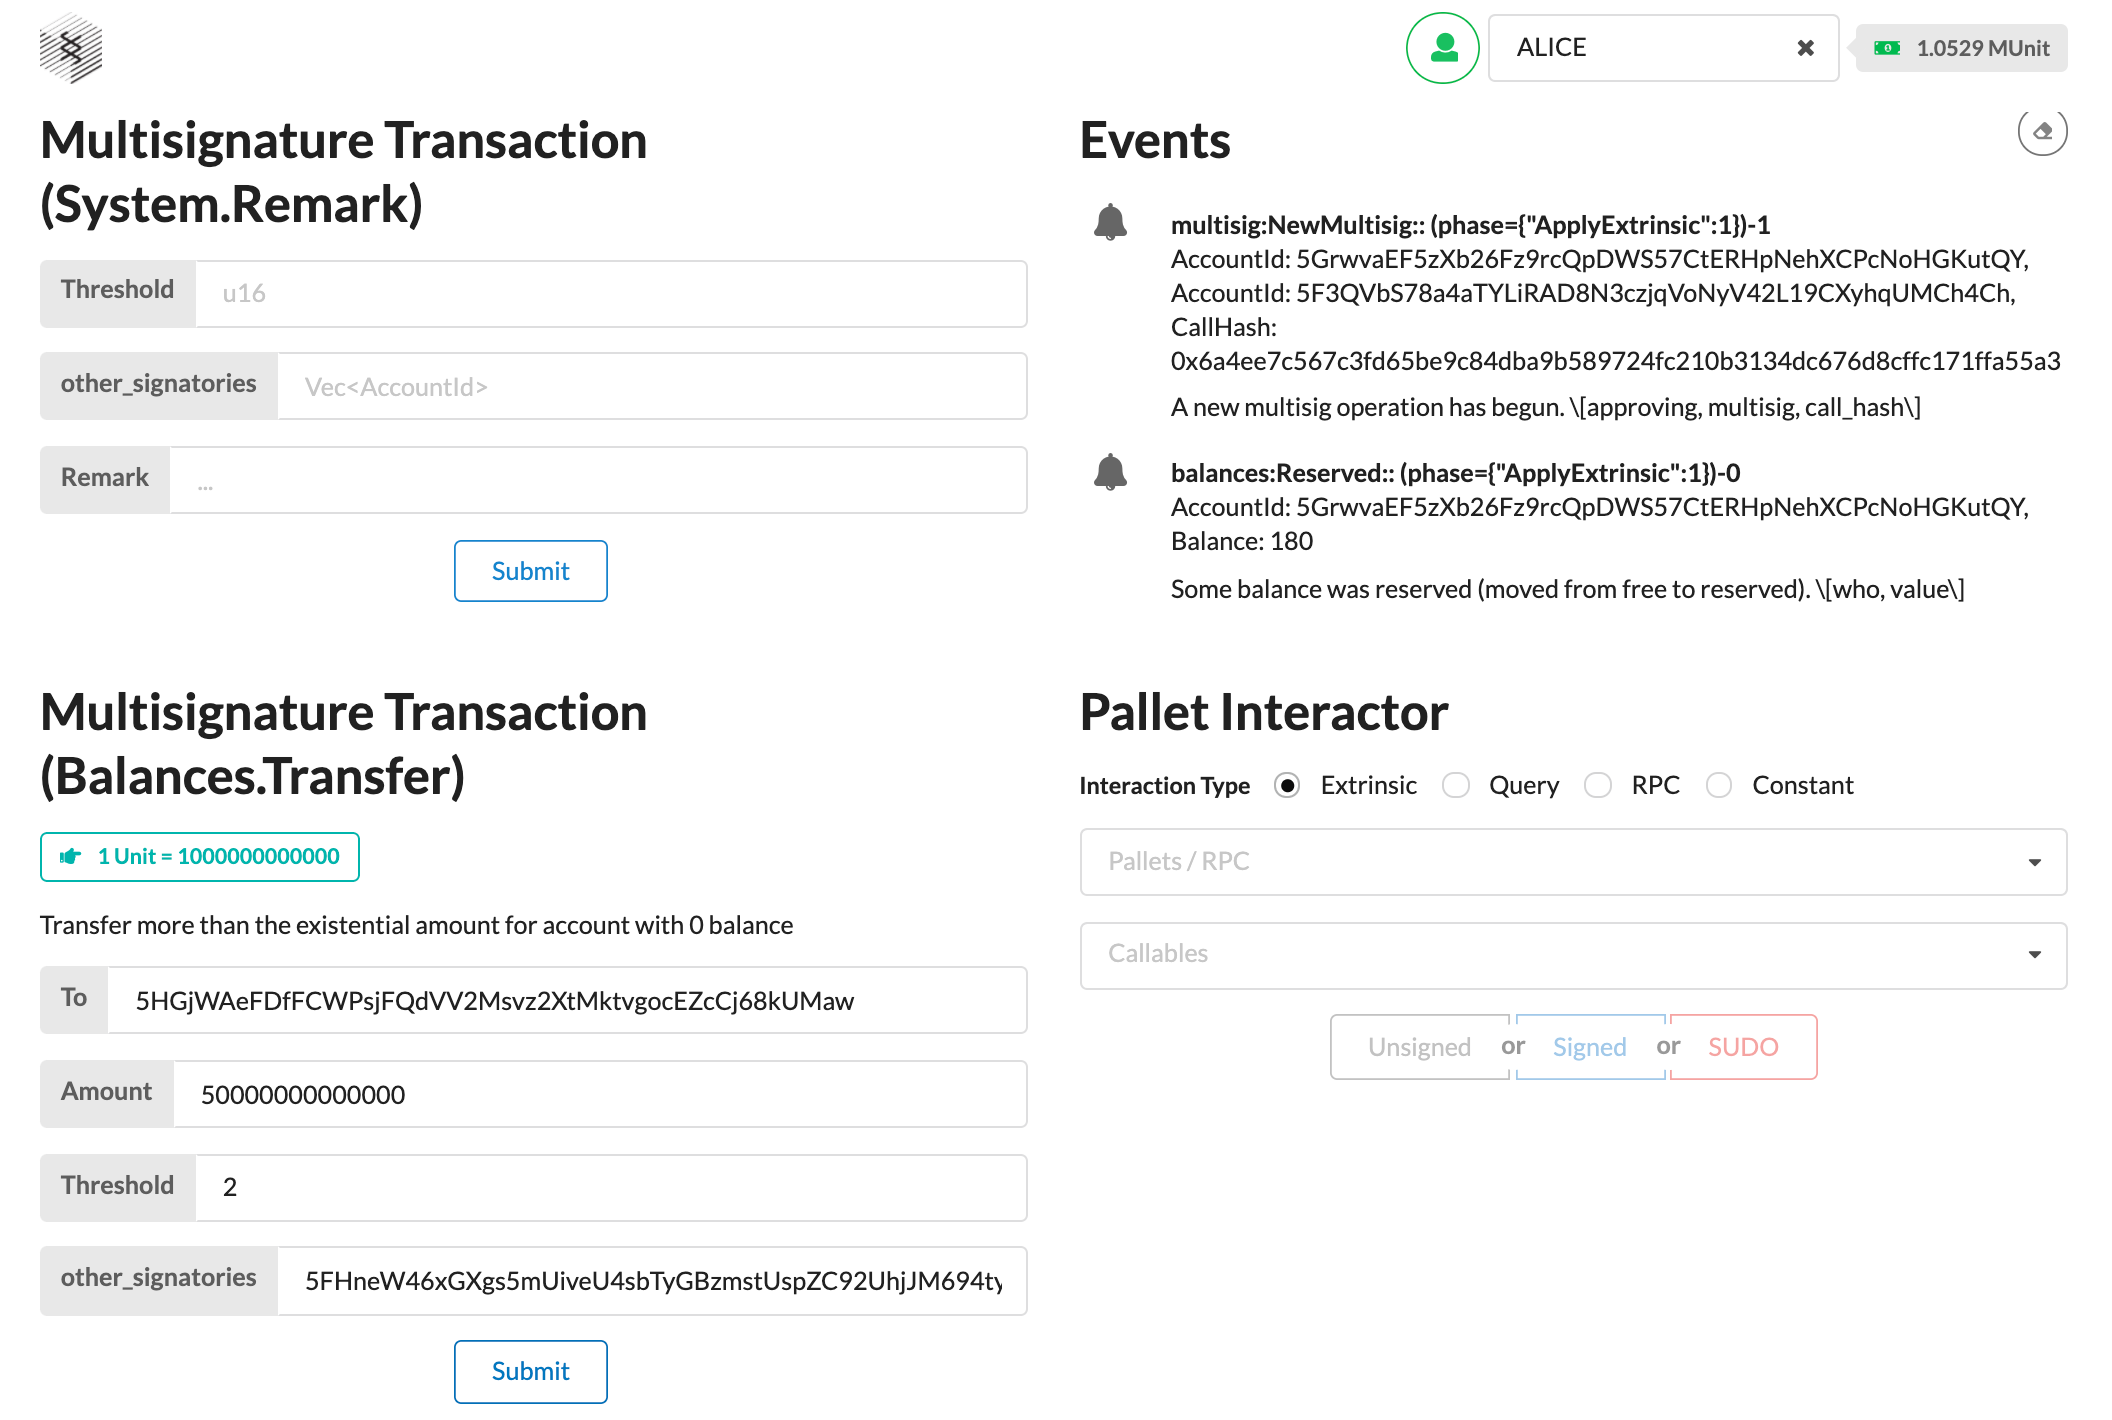 ALICE
1.0529 MUnit
Multisignature Transaction
(System.Remark)
Threshold
u16
other_signatories
Vec<AccountId>
Remark
...
Submit
Events
multisig:NewMultisig:: (phase={"ApplyExtrinsic":1})-1
AccountId: 5GrwvaEF5zXb26Fz9rcQpDWS57CtERHpNehXCPcNoHGKutQY,
AccountId: 5F3QVbS78a4aTYLiRAD8N3czjqVoNyV42L19CXyhqUMCh4Ch,
CallHash:
0x6a4ee7c567c3fd65be9c84dba9b589724fc210b3134dc676d8cffc171ffa55a3
A new multisig operation has begun. \[approving, multisig, call_hash\]
balances:Reserved:: (phase={"ApplyExtrinsic":1})-0
AccountId: 5GrwvaEF5zXb26Fz9rcQpDWS57CtERHpNehXCPcNoHGKutQY,
Balance: 180
Some balance was reserved (moved from free to reserved). \[who, value\]
Multisignature Transaction
(Balances.Transfer)
1 Unit = 1000000000000
Transfer more than the existential amount for account with 0 balance
To
5HGjWAeFDfFCWPsjFQdVV2Msvz2XtMktvgocEZcCj68kUMaw
Amount
50000000000000
Threshold
2
other_signatories
5FHneW46xGXgs5mUiveU4sbTyGBzmstUspZC92UhjJM694ty
Submit
Pallet Interactor
Interaction Type Extrinsic Query RPC Constant
Pallets / RPC
Callables
Unsigned or Signed or SUDO